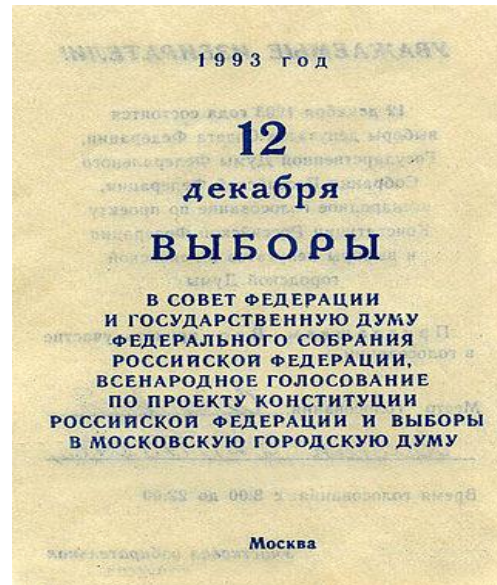 1993 год
12
декабря
ВЫБОРЫ
В СОВЕТ ФЕДЕРАЦИИ
И ГОСУДАРСТВЕННУЮ ДУМУ
ФЕДЕРАЛЬНОГО СОБРАНИЯ
РОССИЙСКОЙ ФЕДЕРАЦИИ,
ВСЕНАРОДНОЕ ГОЛОСОВАНИЕ
ПО ПРОЕКТУ КОНСТИТУЦИИ
РОССИЙСКОЙ ФЕДЕРАЦИИ И ВЫБОРЫ
В МОСКОВСКУЮ ГОРОДСКУЮ ДУМУ
Москва